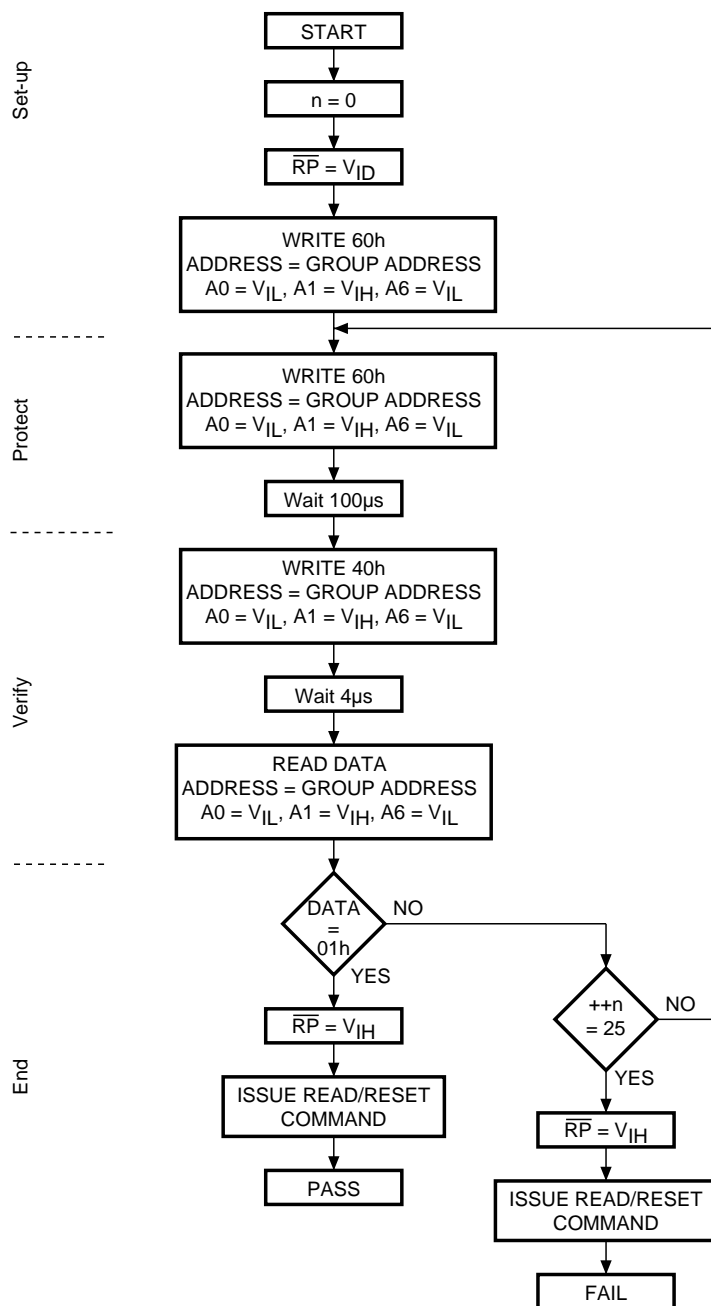 Set-up
START
n = 0
R̅P̅ = VID
WRITE 60h
ADDRESS = GROUP ADDRESS
A0 = VIL, A1 = VIH, A6 = VIL
Protect
WRITE 60h
ADDRESS = GROUP ADDRESS
A0 = VIL, A1 = VIH, A6 = VIL
Wait 100µs
Verify
WRITE 40h
ADDRESS = GROUP ADDRESS
A0 = VIL, A1 = VIH, A6 = VIL
Wait 4µs
READ DATA
ADDRESS = GROUP ADDRESS
A0 = VIL, A1 = VIH, A6 = VIL
End
DATA
=
01h
NO
YES
++n
= 25
NO
YES
R̅P̅ = VIH
ISSUE READ/RESET
COMMAND
PASS
R̅P̅ = VIH
ISSUE READ/RESET
COMMAND
FAIL